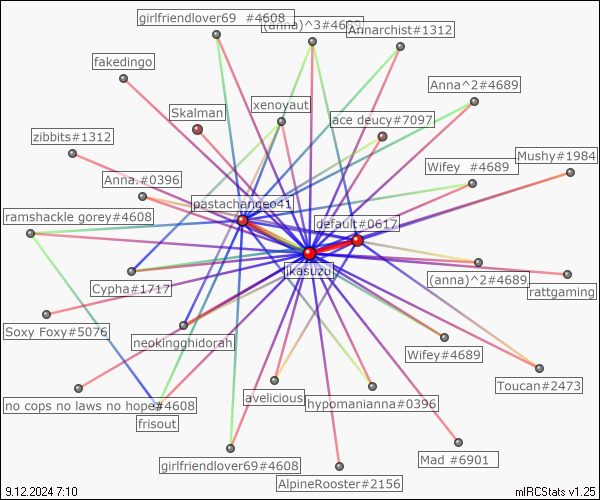 girlfriendlover69 #4608
(anna)^3#4689
Annarchist#1312
fakedingo
Anna^2#4689
xenoyaut
Skalman
ace deucy#7097
zibbits#1312
Mushy#1984
Wifey #4689
Anna.#0396
pastachangeo41
ramshackle gorey#4608
default#0617
jkasuzu
(anna)^2#4689
rattgaming
Cypha#1717
Soxy Foxy#5076
neokingghidorah
Wifey#4689
Toucan#2473
no cops no laws no hope#4608
avelicious
hypomanianna#0396
frisout
girlfriendlover69#4608
Mad #6901
AlpineRooster#2156
9.12.2024 7:10
mIRCStats v1.25